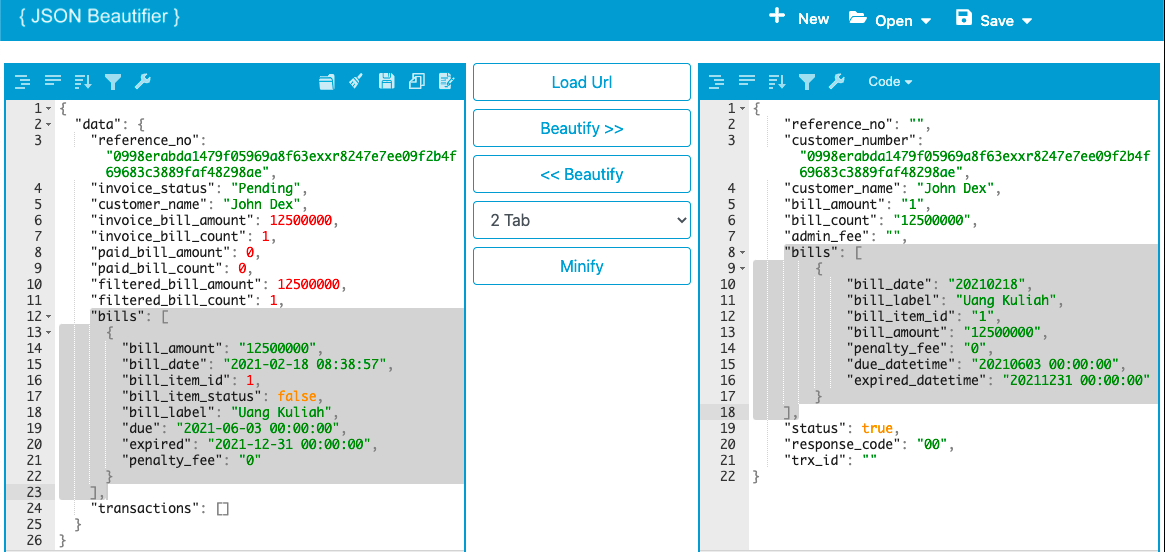 { JSON Beautifier }
New
Open
Save
Load Url
Beautify >>
<< Beautify
2 Tab
Minify
Code
1 {
2 "data": {
3 "reference_no":
"0998erabda1479f05969a8f63exxr8247e7ee09f2b4f
69683c3889faf48298ae",
4 "invoice_status": "Pending",
5 "customer_name": "John Dex",
6 "invoice_bill_amount": 12500000,
7 "invoice_bill_count": 1,
8 "paid_bill_amount": 0,
9 "paid_bill_count": 0,
10 "filtered_bill_amount": 12500000,
11 "filtered_bill_count": 1,
12 "bills": [
13 {
14 "bill_amount": "12500000",
15 "bill_date": "2021-02-18 08:38:57",
16 "bill_item_id": 1,
17 "bill_item_status": false,
18 "bill_label": "Uang Kuliah",
19 "due": "2021-06-03 00:00:00",
20 "expired": "2021-12-31 00:00:00",
21 "penalty_fee": "0"
22 }
23 ],
24 "transactions": []
25 }
26 }
1 {
2 "reference_no": "",
3 "customer_number":
"0998erabda1479f05969a8f63exxr8247e7ee09f2b4f
69683c3889faf48298ae",
4 "customer_name": "John Dex",
5 "bill_amount": "1",
6 "bill_count": "12500000",
7 "admin_fee": "",
8 "bills": [
9 {
10 "bill_date": "20210218",
11 "bill_label": "Uang Kuliah",
12 "bill_item_id": "1",
13 "bill_amount": "12500000",
14 "penalty_fee": "0",
15 "due_datetime": "20210603 00:00:00",
16 "expired_datetime": "20211231 00:00:00"
17 }
18 ],
19 "status": true,
20 "response_code": "00",
21 "trx_id": ""
22 }